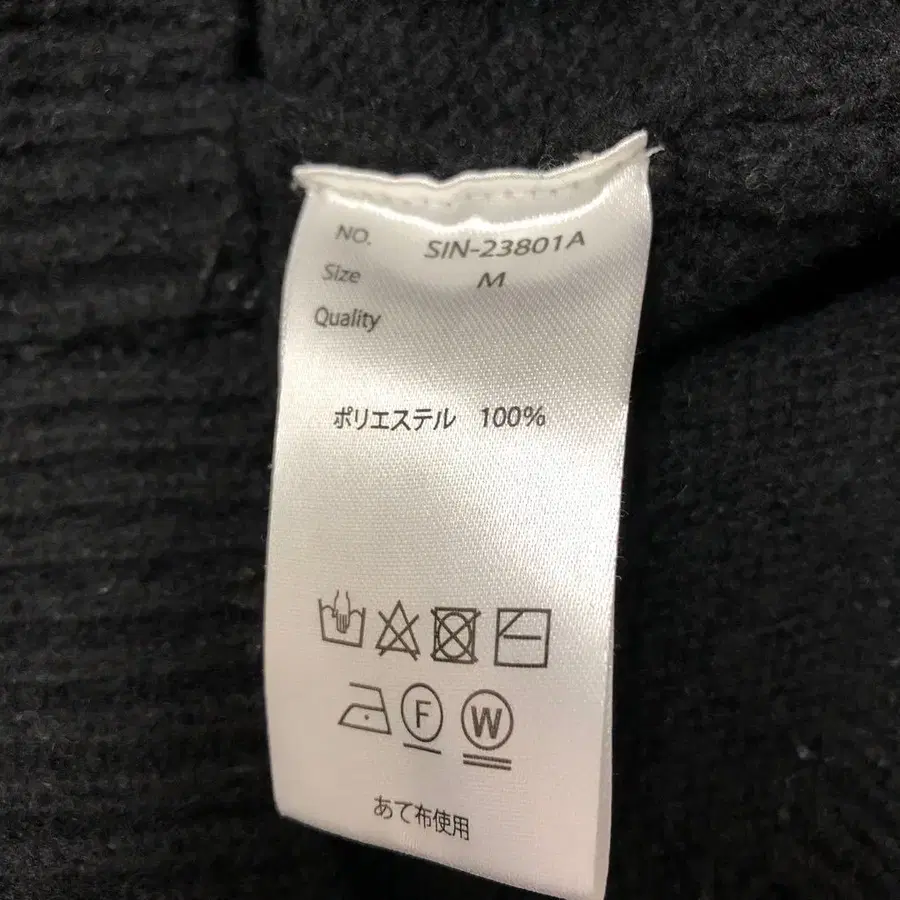 NO. SIN-23801A
Size M
Quality
ポリエステル 100%
F W
あて布使用